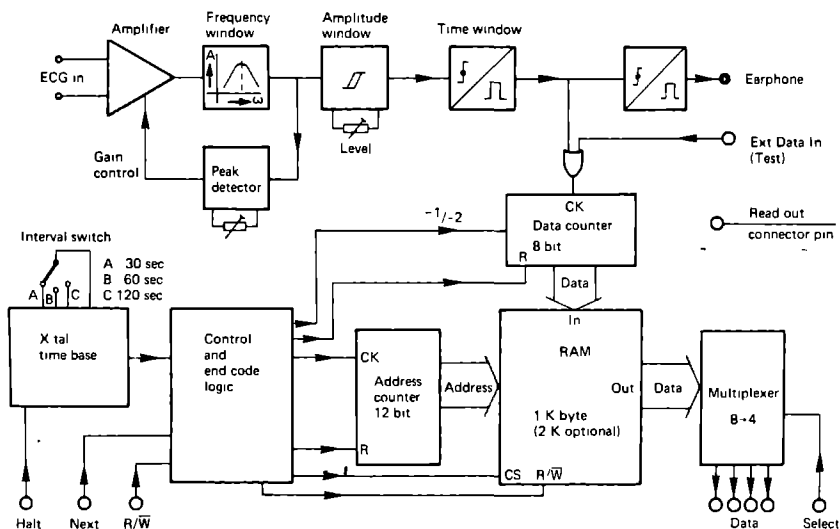 Amplifier
Frequency
window
Amplitude
window
Time window
ECG in
A
ω
Earphone
Level
Gain
control
Peak
detector
Ext Data In
(Test)
CK
Data counter
8 bit
R
-1/-2
Read out
connector pin
Interval switch
A 30 sec
B 60 sec
C 120 sec
A
B
C
Data
X tal
time base
Control
and
end code
logic
CK
Address
counter
12 bit
R
Address
In
RAM
Out
1 K byte
(2 K optional)
CS
R/W̅
Data
Multiplexer
8→4
Halt
Next
R/W̅
Data
Select